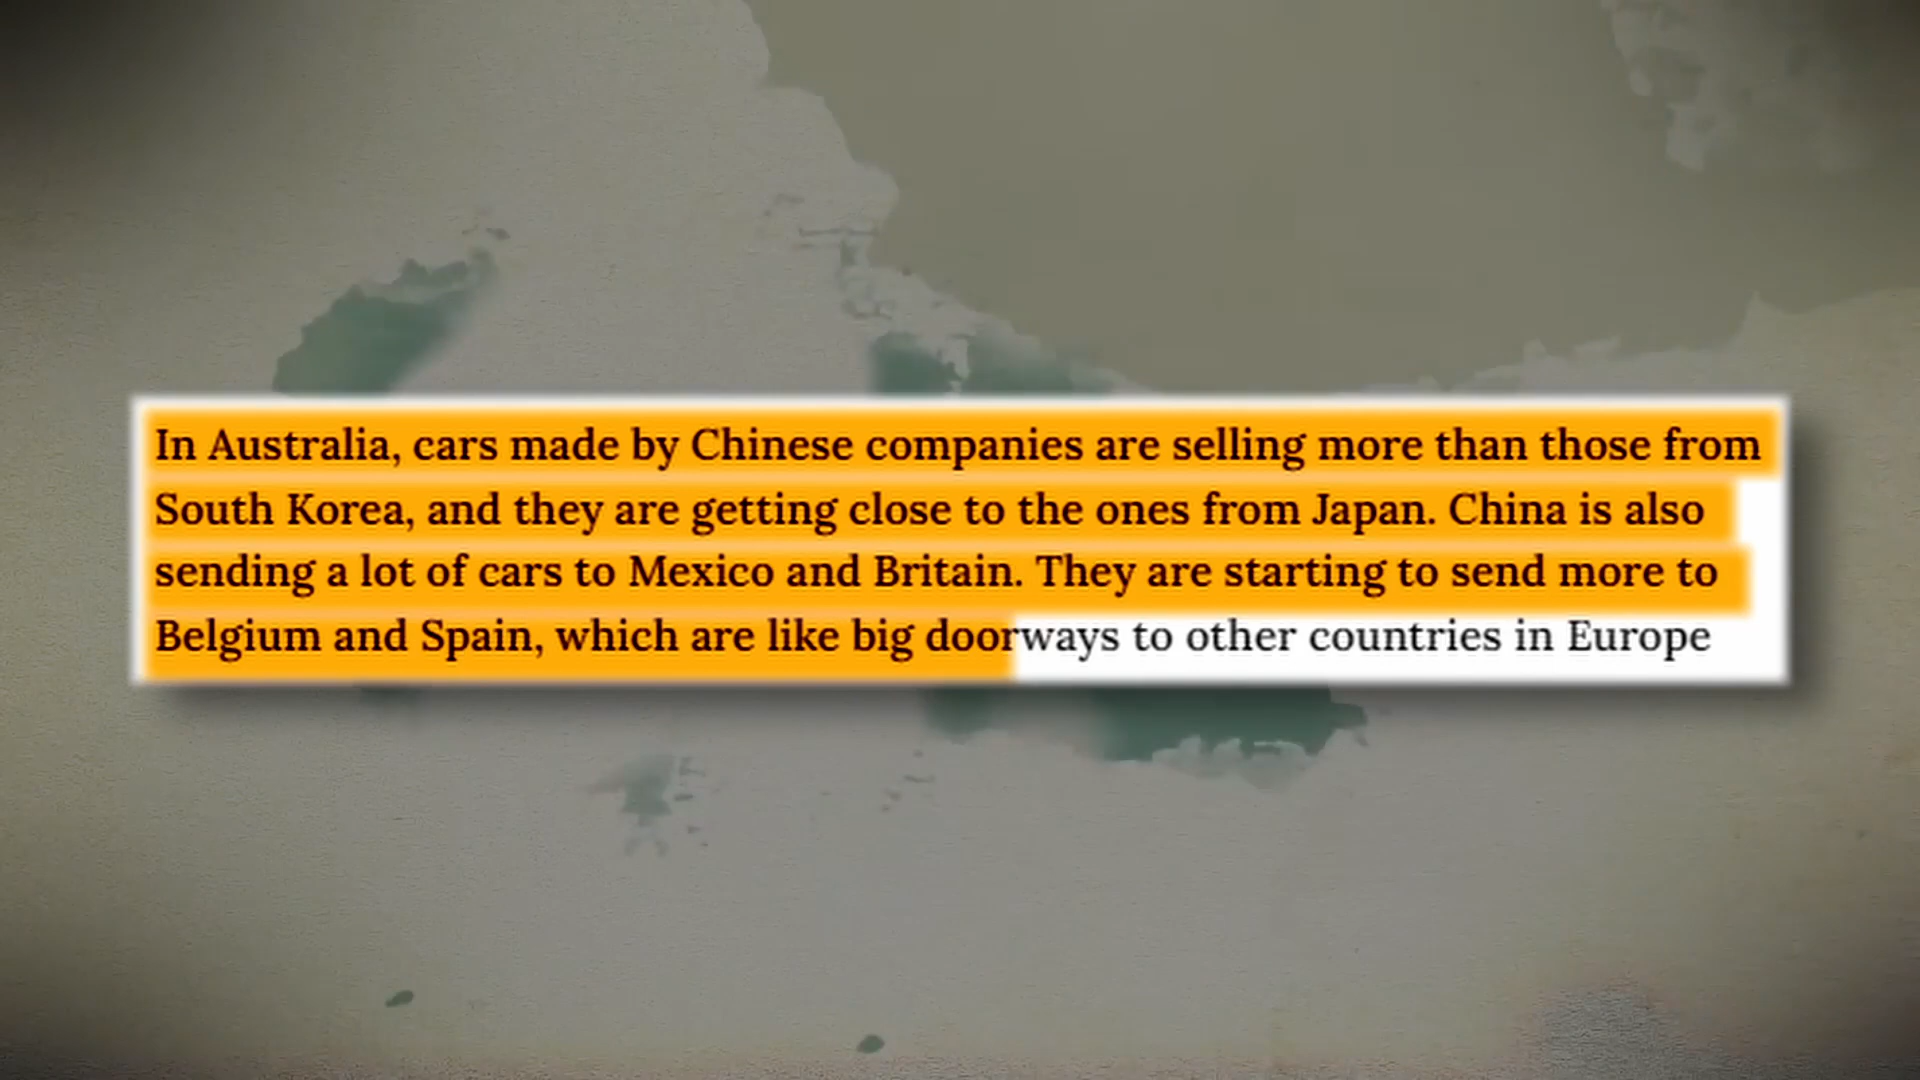 In Australia, cars made by Chinese companies are selling more than those from
South Korea, and they are getting close to the ones from Japan. China is also
sending a lot of cars to Mexico and Britain. They are starting to send more to
Belgium and Spain, which are like big doorways to other countries in Europe